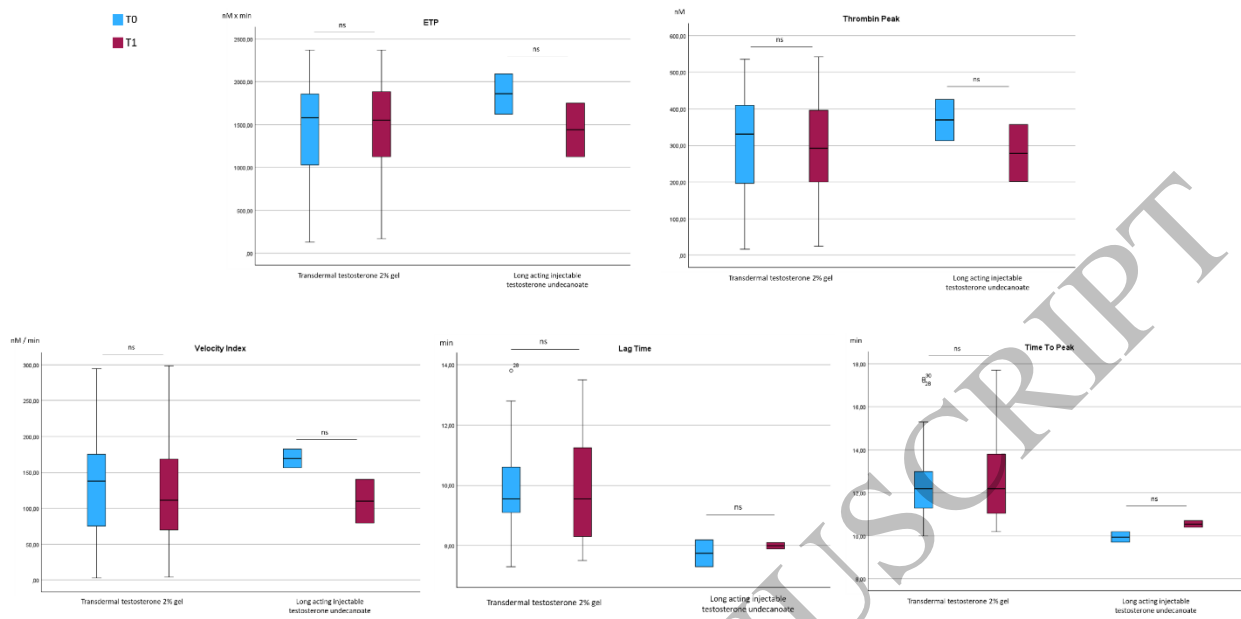 T0
T1
nM x min
ETP
ns
ns
2500,00
2000,00
1500,00
1000,00
500,00
,00
Transdermal testosterone 2% gel
Long acting injectable
testosterone undecanoate
nM
Thrombin Peak
ns
ns
600,00
500,00
400,00
300,00
200,00
100,00
,00
Transdermal testosterone 2% gel
Long acting injectable
testosterone undecanoate
nM / min
Velocity Index
ns
ns
300,00
250,00
200,00
150,00
100,00
50,00
,00
Transdermal testosterone 2% gel
Long acting injectable
testosterone undecanoate
min
Lag Time
ns
ns
28
14,00
12,00
10,00
8,00
Transdermal testosterone 2% gel
Long acting injectable
testosterone undecanoate
min
Time To Peak
ns
ns
30
28
18,00
16,00
14,00
12,00
10,00
8,00
Transdermal testosterone 2% gel
Long acting injectable
testosterone undecanoate
USCRIPT